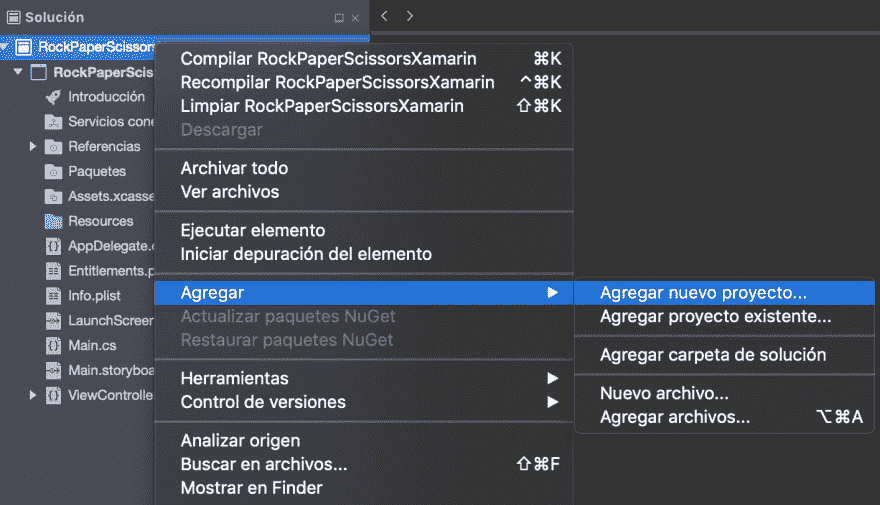 Solución
RockPaperScissor
RockPaperScis
Introducción
Servicios cone
Referencias
Paquetes
Assets.xcasse
Resources
AppDelegate.c
Entitlements.p
Info.plist
LaunchScreen
Main.cs
Main.storyboa
ViewControlle
Compilar RockPaperScissorsXamarin ⌘K
Recompilar RockPaperScissorsXamarin ^⌘K
Limpiar RockPaperScissorsXamarin ⇧⌘K
Descargar
Archivar todo
Ver archivos
Ejecutar elemento
Iniciar depuración del elemento
Agregar
Actualizar paquetes NuGet
Restaurar paquetes NuGet
Herramientas
Control de versiones
Analizar origen
Buscar en archivos... ⇧⌘F
Mostrar en Finder
Agregar nuevo proyecto...
Agregar proyecto existente...
Agregar carpeta de solución
Nuevo archivo...
Agregar archivos... ⌥⌘A